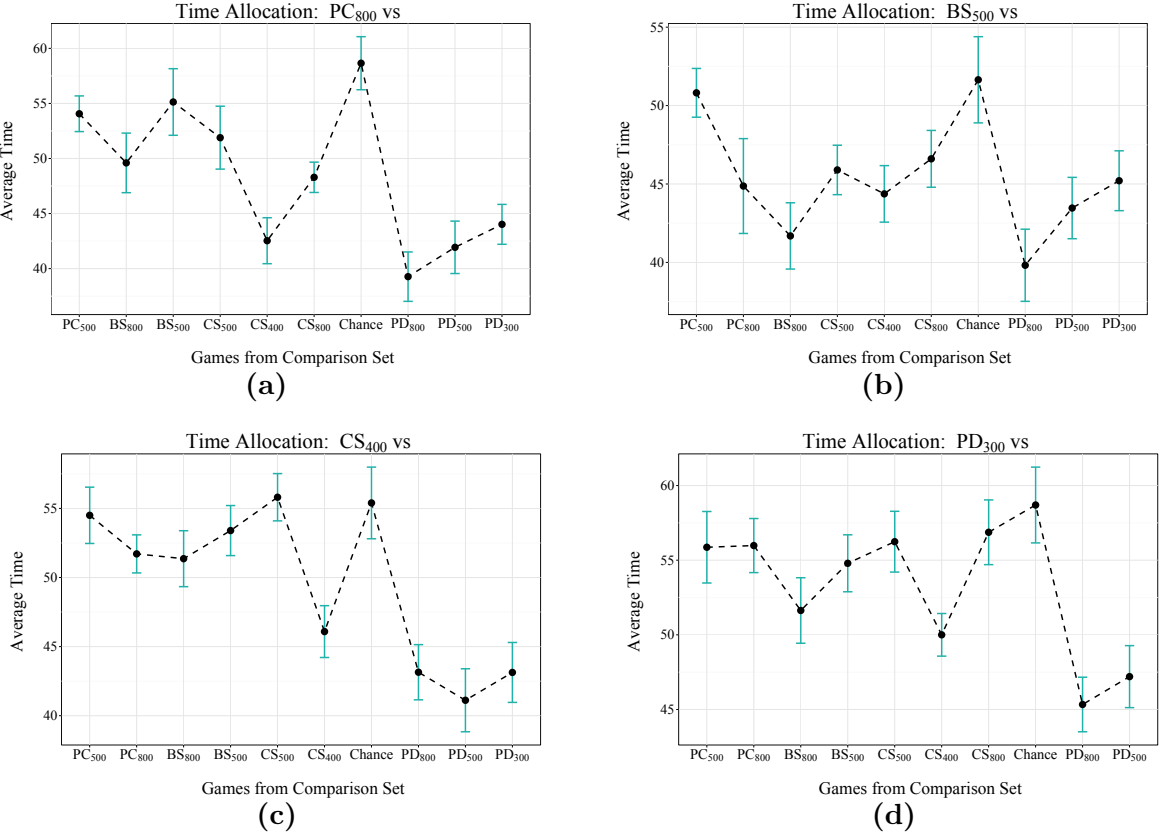 Time Allocation: PC₈₀₀ vs
60
55
50
45
40
Average Time
PC₅₀₀ BS₈₀₀ BS₅₀₀ CS₅₀₀ CS₄₀₀ CS₈₀₀ Chance PD₈₀₀ PD₅₀₀ PD₃₀₀
Games from Comparison Set
(a)
Time Allocation: BS₅₀₀ vs
55
50
45
40
Average Time
PC₅₀₀ PC₈₀₀ BS₈₀₀ CS₅₀₀ CS₄₀₀ CS₈₀₀ Chance PD₈₀₀ PD₅₀₀ PD₃₀₀
Games from Comparison Set
(b)
Time Allocation: CS₄₀₀ vs
55
50
45
40
Average Time
PC₅₀₀ PC₈₀₀ BS₈₀₀ BS₅₀₀ CS₅₀₀ CS₄₀₀ Chance PD₈₀₀ PD₅₀₀ PD₃₀₀
Games from Comparison Set
(c)
Time Allocation: PD₃₀₀ vs
60
55
50
45
Average Time
PC₅₀₀ PC₈₀₀ BS₈₀₀ BS₅₀₀ CS₅₀₀ CS₄₀₀ CS₈₀₀ Chance PD₈₀₀ PD₅₀₀
Games from Comparison Set
(d)